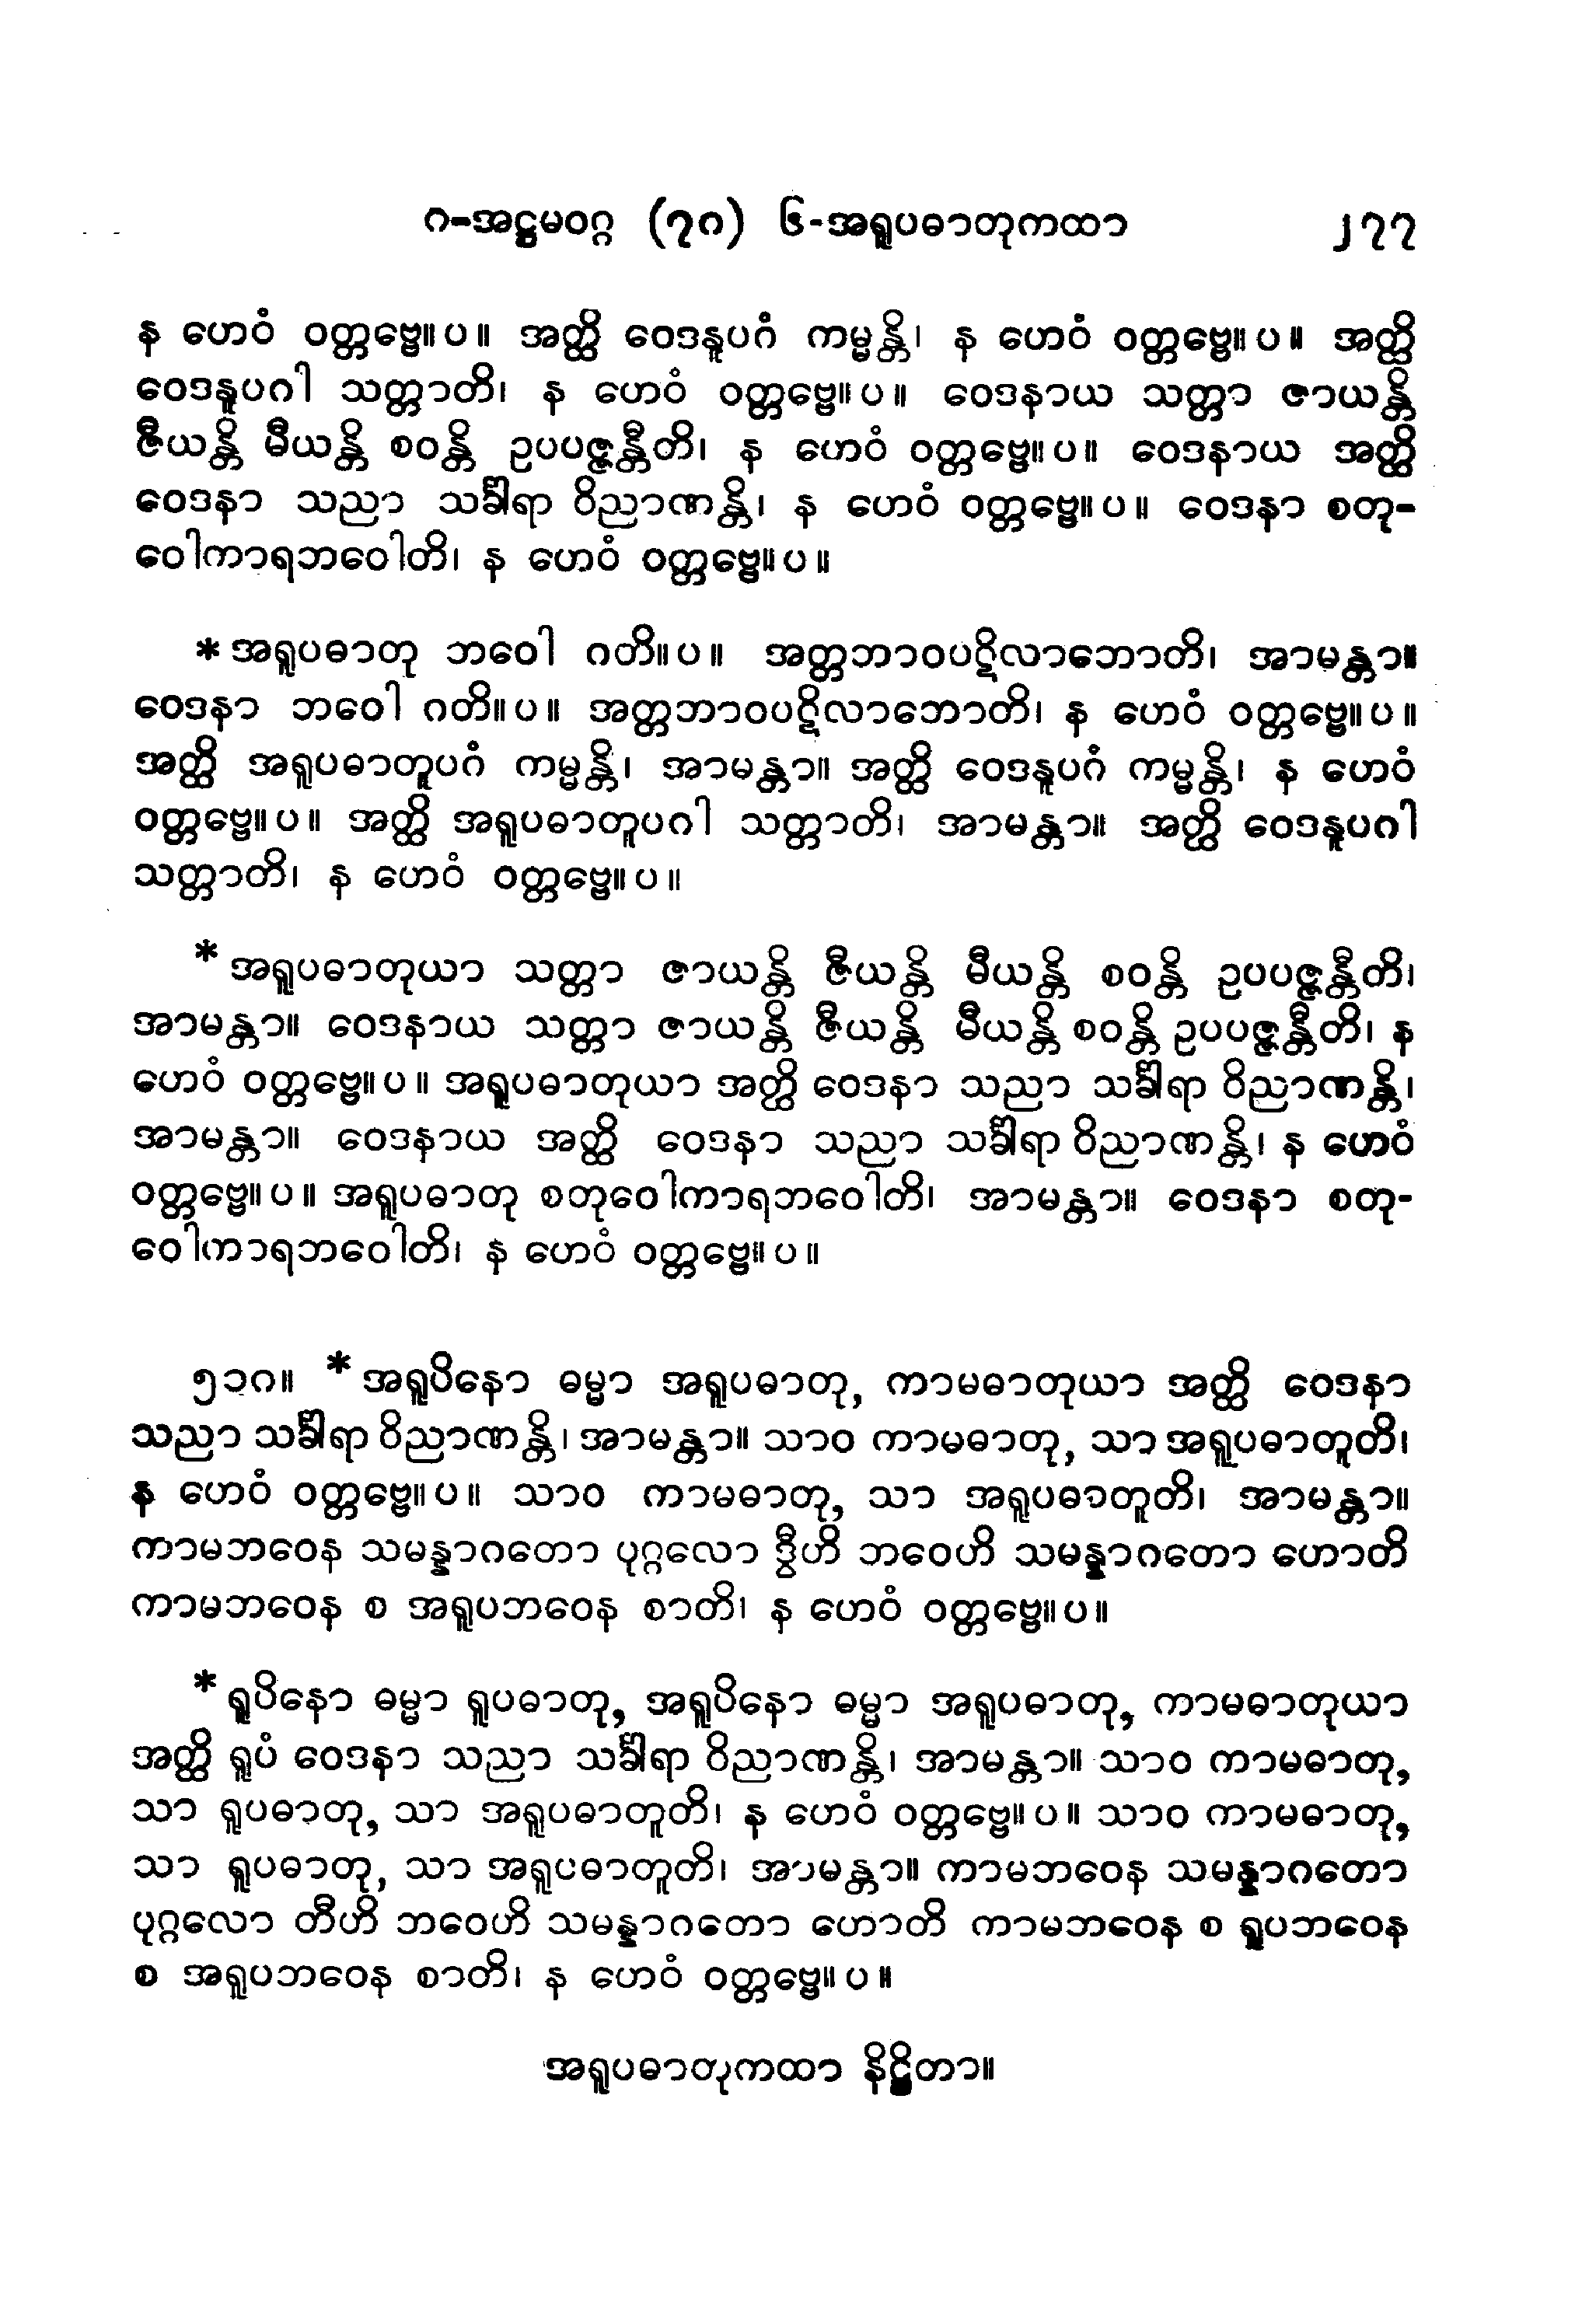 ၈-အဋ္ဌမဝဂ္ဂ (၇၈) ၆-အရူပဓာတုကထာ ၂၇၇
န ဟေဝံ ဝတ္တဗ္ဗေ။ ပ။ အတ္ထိ ဝေဒနူပဂံ ကမ္မန္တိ၊ န ဟေဝံ ဝတ္တဗ္ဗေ။ ပ။ အတ္ထိ
ဝေဒနူပဂါ သတ္တာတိ၊ န ဟေဝံ ဝတ္တဗ္ဗေ။ ပ။ ဝေဒနာယ သတ္တာ ဇာယန္တိ
ဇီယန္တိ မီယန္တိ စဝန္တိ ဥပပဇ္ဇန္တီတိ၊ န ဟေဝံ ဝတ္တဗ္ဗေ။ ပ။ ဝေဒနာယ အတ္ထိ
ဝေဒနာ သညာ သင်္ခါရာ ဝိညာဏန္တိ၊ န ဟေဝံ ဝတ္တဗ္ဗေ။ ပ။ ဝေဒနာ စတု-
ဝေါကာရဘဝေါတိ၊ န ဟေဝံ ဝတ္တဗ္ဗေ။ ပ။
* အရူပဓာတု ဘဝေါ ဂတိ။ ပ။ အတ္တဘာဝပဋိလာဘောတိ၊ အာမန္တာ။
ဝေဒနာ ဘဝေါ ဂတိ။ ပ။ အတ္တဘာဝပဋိလာဘောတိ၊ န ဟေဝံ ဝတ္တဗ္ဗေ။ ပ။
အတ္ထိ အရူပဓာတူပဂံ ကမ္မန္တိ၊ အာမန္တာ။ အတ္ထိ ဝေဒနူပဂံ ကမ္မန္တိ၊ န ဟေဝံ
ဝတ္တဗ္ဗေ။ ပ။ အတ္ထိ အရူပဓာတူပဂါ သတ္တာတိ၊ အာမန္တာ။ အတ္ထိ ဝေဒနူပဂါ
သတ္တာတိ၊ န ဟေဝံ ဝတ္တဗ္ဗေ။ ပ။
* အရူပဓာတုယာ သတ္တာ ဇာယန္တိ ဇီယန္တိ မီယန္တိ စဝန္တိ ဥပပဇ္ဇန္တီတိ၊
အာမန္တာ။ ဝေဒနာယ သတ္တာ ဇာယန္တိ ဇီယန္တိ မီယန္တိ စဝန္တိ ဥပပဇ္ဇန္တီတိ၊ န
ဟေဝံ ဝတ္တဗ္ဗေ။ ပ။ အရူပဓာတုယာ အတ္ထိ ဝေဒနာ သညာ သင်္ခါရာ ဝိညာဏန္တိ၊
အာမန္တာ။ ဝေဒနာယ အတ္ထိ ဝေဒနာ သညာ သင်္ခါရာ ဝိညာဏန္တိ၊ န ဟေဝံ
ဝတ္တဗ္ဗေ။ ပ။ အရူပဓာတု စတုဝေါကာရဘဝေါတိ၊ အာမန္တာ။ ဝေဒနာ စတု-
ဝေါကာရဘဝေါတိ၊ န ဟေဝံ ဝတ္တဗ္ဗေ။ ပ။
၅၁၈။ * အရူပိနော ဓမ္မာ အရူပဓာတု, ကာမဓာတုယာ အတ္ထိ ဝေဒနာ
သညာ သင်္ခါရာ ဝိညာဏန္တိ၊ အာမန္တာ။ သာဝ ကာမဓာတု, သာ အရူပဓာတူတိ၊
န ဟေဝံ ဝတ္တဗ္ဗေ။ ပ။ သာဝ ကာမဓာတု, သာ အရူပဓာတူတိ၊ အာမန္တာ။
ကာမဘဝေန သမန္နာဂတော ပုဂ္ဂလော ဒွီဟိ ဘဝေဟိ သမန္နာဂတော ဟောတိ
ကာမဘဝေန စ အရူပဘဝေန စာတိ၊ န ဟေဝံ ဝတ္တဗ္ဗေ။ ပ။
* ရူပိနော ဓမ္မာ ရူပဓာတု, အရူပိနော ဓမ္မာ အရူပဓာတု, ကာမဓာတုယာ
အတ္ထိ ရူပံ ဝေဒနာ သညာ သင်္ခါရာ ဝိညာဏန္တိ၊ အာမန္တာ။ သာဝ ကာမဓာတု,
သာ ရူပဓာတု, သာ အရူပဓာတူတိ၊ န ဟေဝံ ဝတ္တဗ္ဗေ။ ပ။ သာဝ ကာမဓာတု,
သာ ရူပဓာတု, သာ အရူပဓာတူတိ၊ အာမန္တာ။ ကာမဘဝေန သမန္နာဂတော
ပုဂ္ဂလော တီဟိ ဘဝေဟိ သမန္နာဂတော ဟောတိ ကာမဘဝေန စ ရူပဘဝေန
စ အရူပဘဝေန စာတိ၊ န ဟေဝံ ဝတ္တဗ္ဗေ။ ပ။
အရူပဓာတုကထာ နိဋ္ဌိတာ။